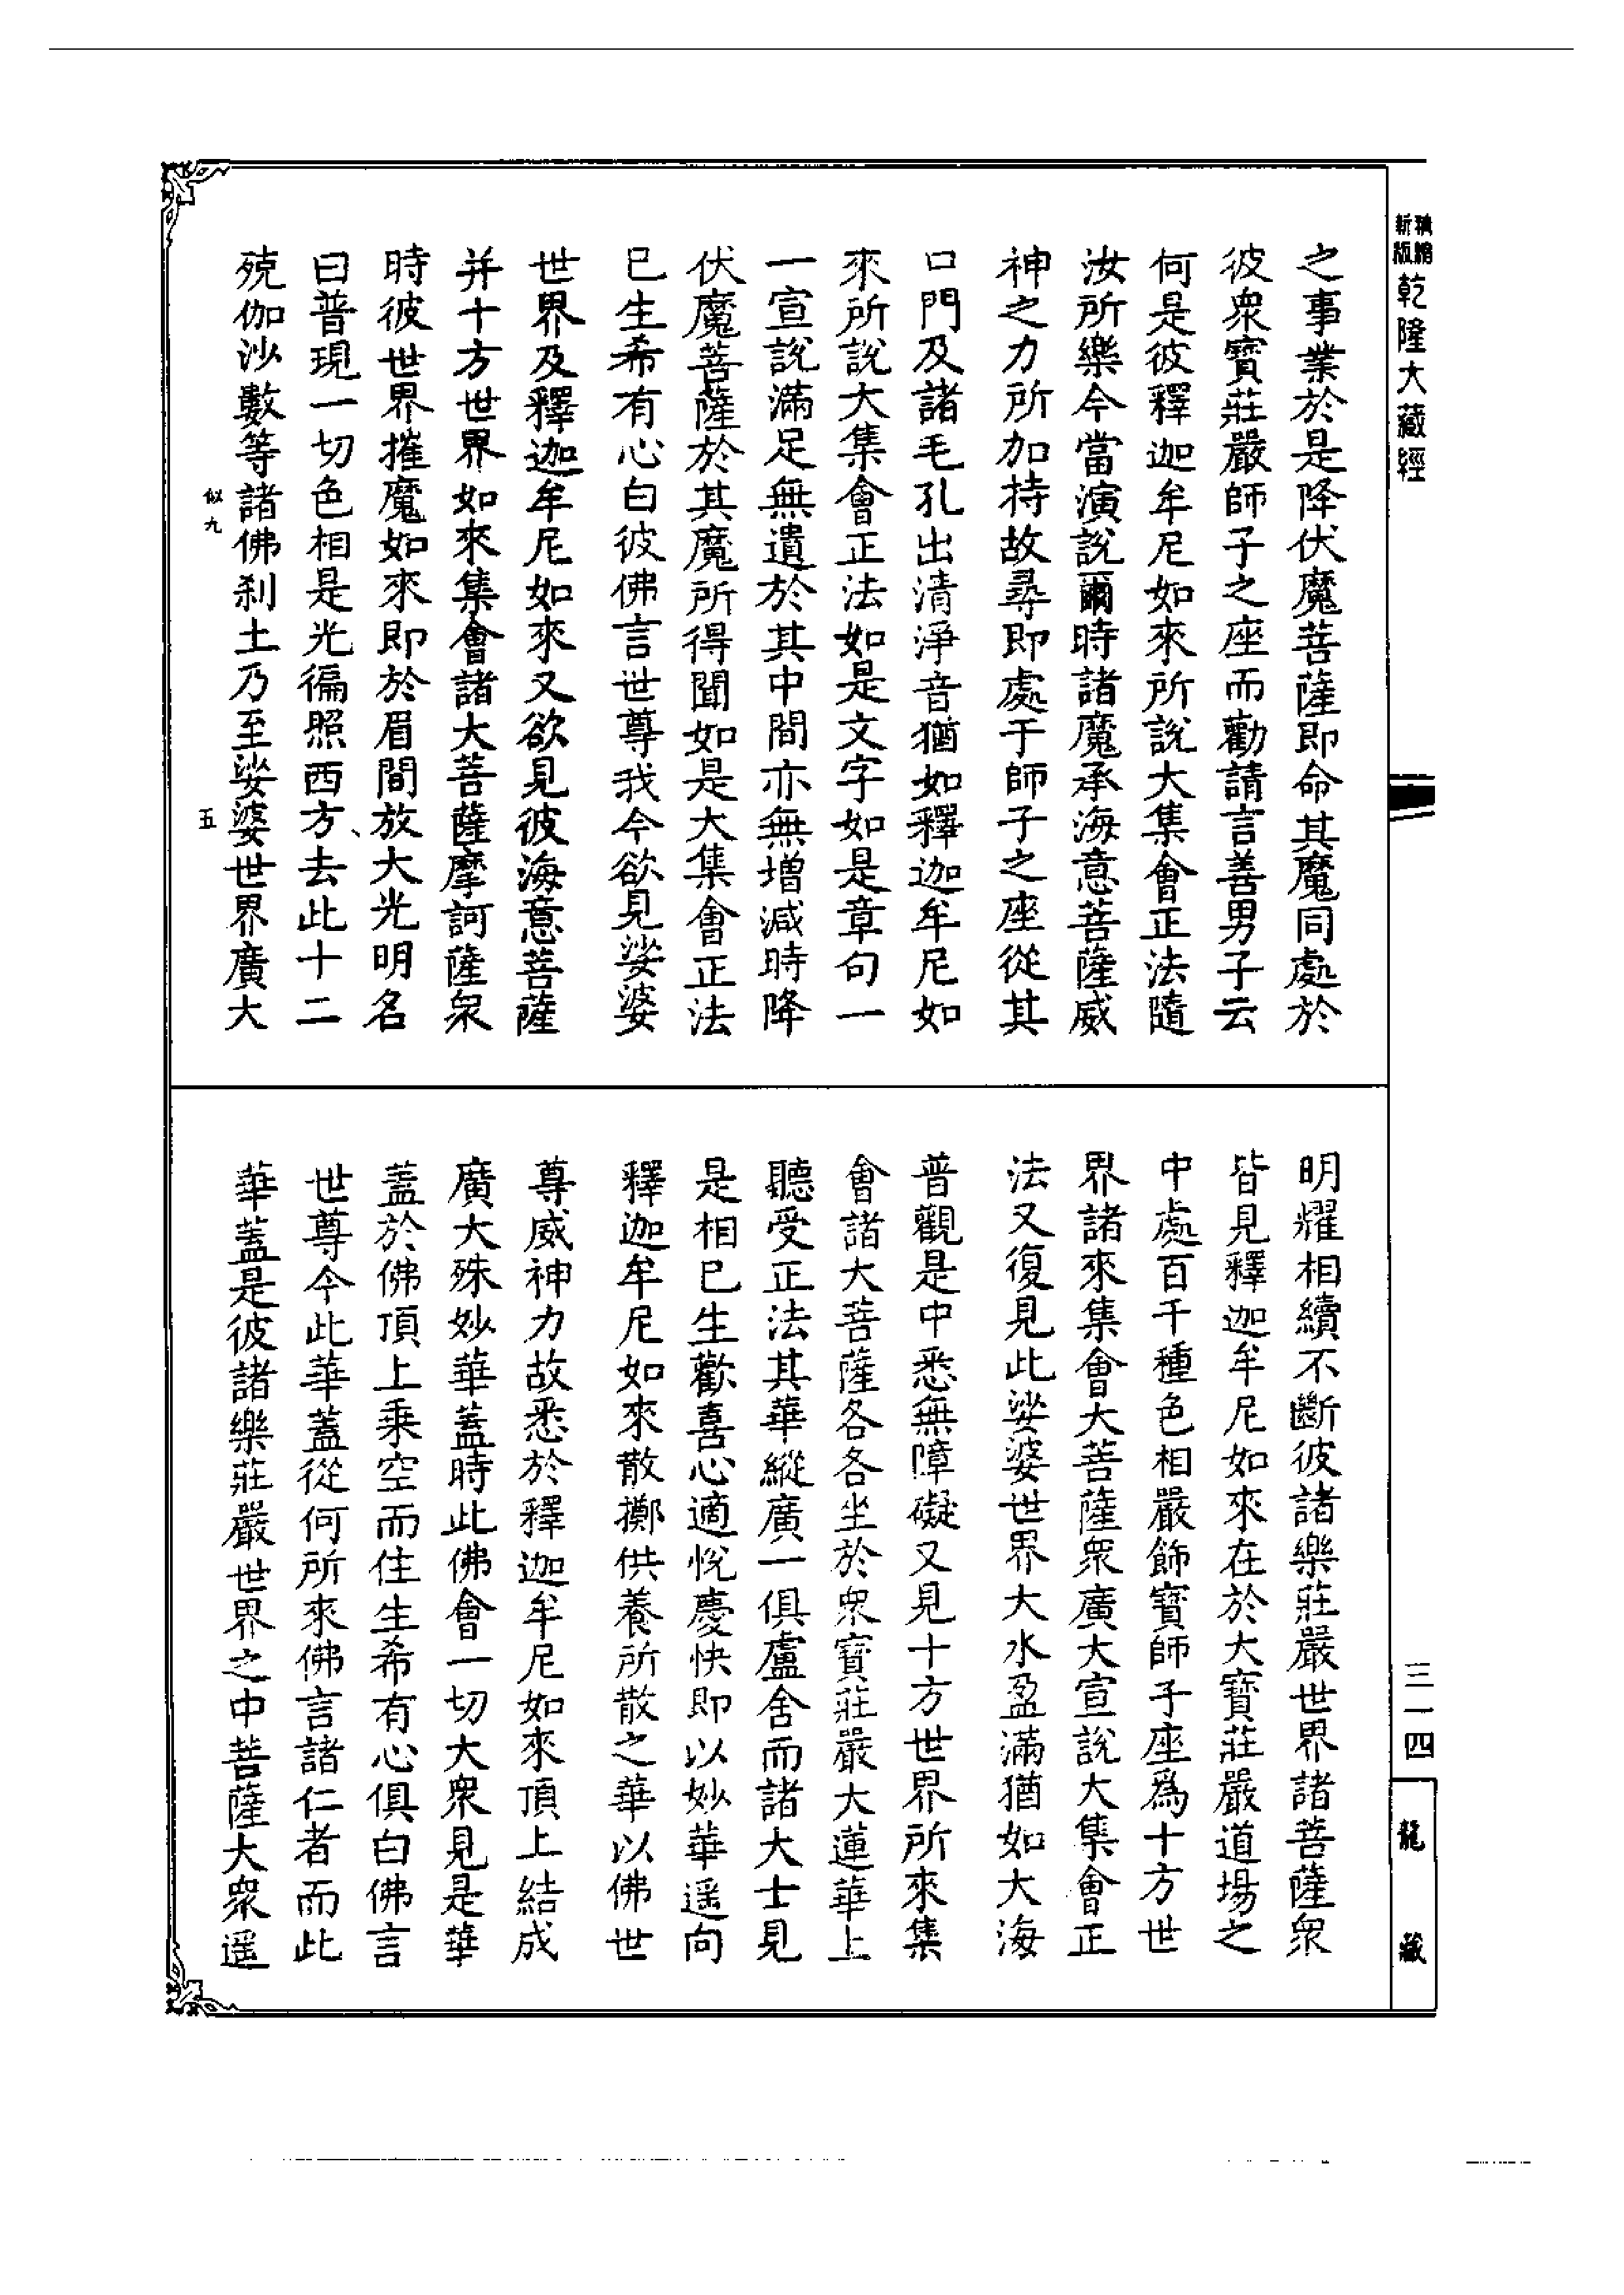 新版
精縮
乾隆大藏經
三一四
龍藏
之事業於是降伏魔菩薩即命其魔同處於
彼衆寶莊嚴師子之座而勸請言善男子云
何是彼釋迦牟尼如來所說大集會正法隨
汝所樂今當演說爾時諸魔承海意菩薩威
神之力所加持故尋即處于師子之座從其
口門及諸毛孔出清淨音猶如釋迦牟尼如
來所說大集會正法如是文字如是章句一
一宣說滿足無遺於其中間亦無增減時降
伏魔菩薩於其魔所得聞如是大集會正法
已生希有心白彼佛言世尊我今欲見娑婆
世界及釋迦牟尼如來又欲見彼海意菩薩
并十方世界如來集會諸大菩薩摩訶薩衆
時彼世界摧魔如來即於眉間放大光明名
曰普現一切色相是光徧照西方去此十二
殑伽沙數等諸佛刹土乃至娑婆世界廣大
似九
五
明耀相續不斷彼諸樂莊嚴世界諸菩薩衆
皆見釋迦牟尼如來在於大寶莊嚴道場之
中處百千種色相嚴飾寶師子座爲十方世
界諸來集會大菩薩衆廣大宣說大集會正
法又復見此娑婆世界大水盈滿猶如大海
普觀是中悉無障礙又見十方世界所來集
會諸大菩薩各各坐於衆寶莊嚴大蓮華上
聽受正法其華縱廣一俱盧舍而諸大士見
是相已生歡喜心適悅慶快即以妙華遥向
釋迦牟尼如來散擲供養所散之華以佛世
尊威神力故悉於釋迦牟尼如來頂上結成
廣大殊妙華蓋時此佛會一切大衆見是華
蓋於佛頂上乘空而住生希有心俱白佛言
世尊今此華蓋從何所來佛言諸仁者而此
華蓋是彼諸樂莊嚴世界之中菩薩大衆遥